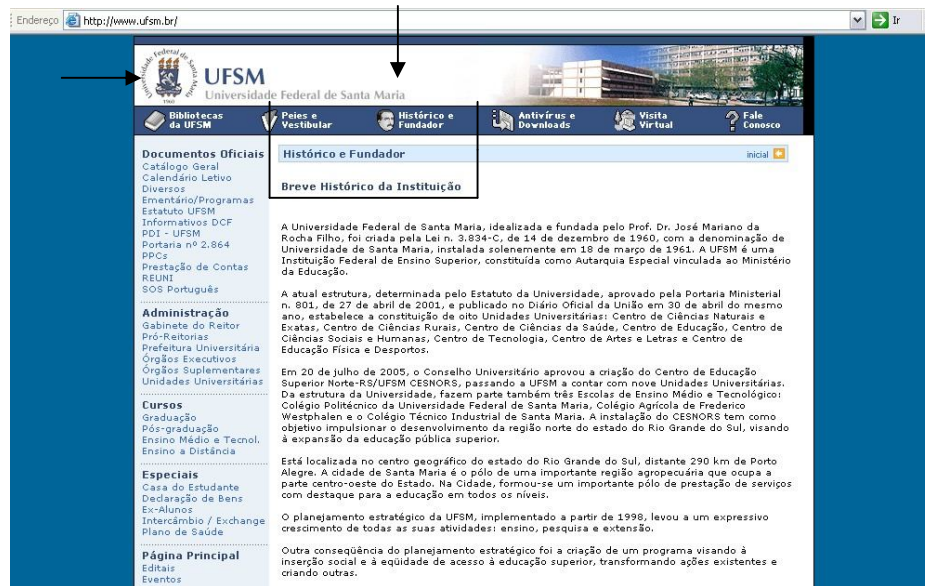 Endereço http://www.ufsm.br/ Ir
Universidade Federal de Santa Maria
1960
UFSM
Universidade Federal de Santa Maria
Bibliotecas da UFSM
Peies e Vestibular
Histórico e Fundador
Antivírus e Downloads
Visita Virtual
Fale Conosco
Documentos Oficiais
Catálogo Geral
Calendário Letivo
Diversos
Ementário/Programas
Estatuto UFSM
Informativos DCF
PDI - UFSM
Portaria nº 2.864
PPCs
Prestação de Contas
REUNI
SOS Português
Administração
Gabinete do Reitor
Pró-Reitorias
Prefeitura Universitária
Órgãos Executivos
Órgãos Suplementares
Unidades Universitárias
Cursos
Graduação
Pós-graduação
Ensino Médio e Tecnol.
Ensino a Distância
Especiais
Casa do Estudante
Declaração de Bens
Ex-Alunos
Intercâmbio / Exchange
Plano de Saúde
Página Principal
Editais
Eventos
Histórico e Fundador inicial
Breve Histórico da Instituição
A Universidade Federal de Santa Maria, idealizada e fundada pelo Prof. Dr. José Mariano da
Rocha Filho, foi criada pela Lei n. 3.834-C, de 14 de dezembro de 1960, com a denominação de
Universidade de Santa Maria, instalada solenemente em 18 de março de 1961. A UFSM é uma
Instituição Federal de Ensino Superior, constituída como Autarquia Especial vinculada ao Ministério
da Educação.
A atual estrutura, determinada pelo Estatuto da Universidade, aprovado pela Portaria Ministerial
n. 801, de 27 de abril de 2001, e publicado no Diário Oficial da União em 30 de abril do mesmo
ano, estabelece a constituição de oito Unidades Universitárias: Centro de Ciências Naturais e
Exatas, Centro de Ciências Rurais, Centro de Ciências da Saúde, Centro de Educação, Centro de
Ciências Sociais e Humanas, Centro de Tecnologia, Centro de Artes e Letras e Centro de
Educação Física e Desportos.
Em 20 de julho de 2005, o Conselho Universitário aprovou a criação do Centro de Educação
Superior Norte-RS/UFSM CESNORS, passando a UFSM a contar com nove Unidades Universitárias.
Da estrutura da Universidade, fazem parte também três Escolas de Ensino Médio e Tecnológico:
Colégio Politécnico da Universidade Federal de Santa Maria, Colégio Agrícola de Frederico
Westphalen e o Colégio Técnico Industrial de Santa Maria. A instalação do CESNORS tem como
objetivo impulsionar o desenvolvimento da região norte do estado do Rio Grande do Sul, visando
à expansão da educação pública superior.
Está localizada no centro geográfico do estado do Rio Grande do Sul, distante 290 km de Porto
Alegre. A cidade de Santa Maria é o pólo de uma importante região agropecuária que ocupa a
parte centro-oeste do Estado. Na Cidade, formou-se um importante pólo de prestação de serviços
com destaque para a educação em todos os níveis.
O planejamento estratégico da UFSM, implementado a partir de 1998, levou a um expressivo
crescimento de todas as suas atividades: ensino, pesquisa e extensão.
Outra conseqüência do planejamento estratégico foi a criação de um programa visando à
inserção social e à eqüidade de acesso à educação superior, transformando ações existentes e
criando outras.